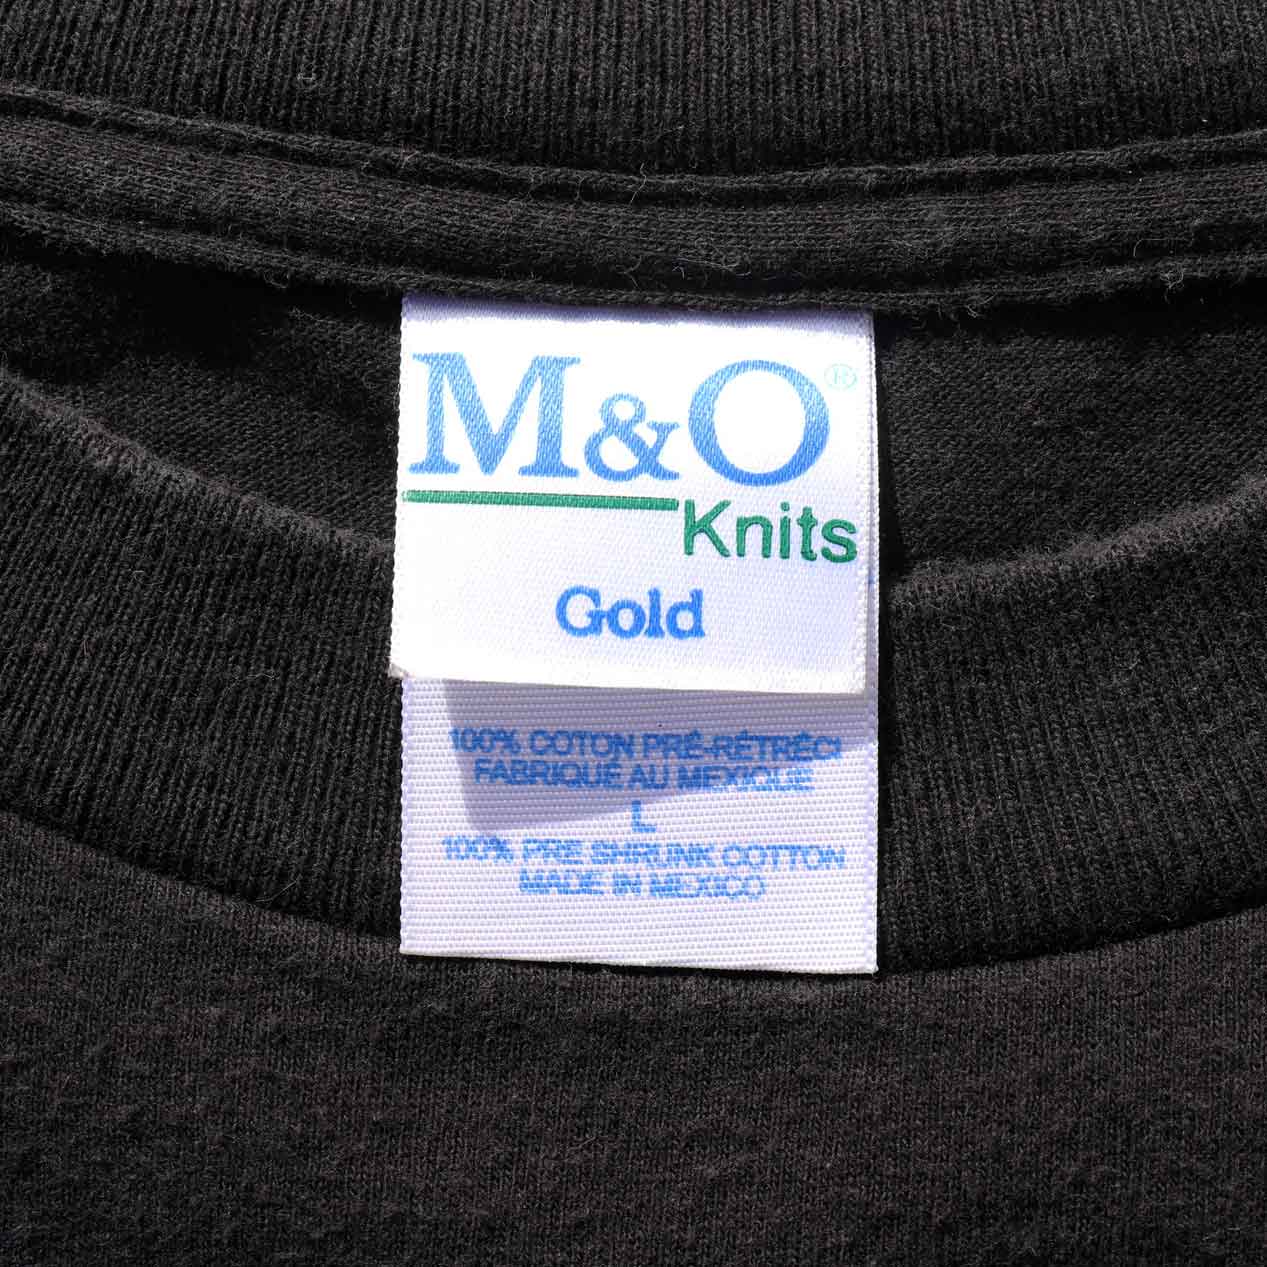 M&O®
Knits
Gold
100% COTON PRÉ-RÉTRÉCI
FABRIQUÉ AU MEXIQUE
L
100% PRE SHRUNK COTTON
MADE IN MEXICO